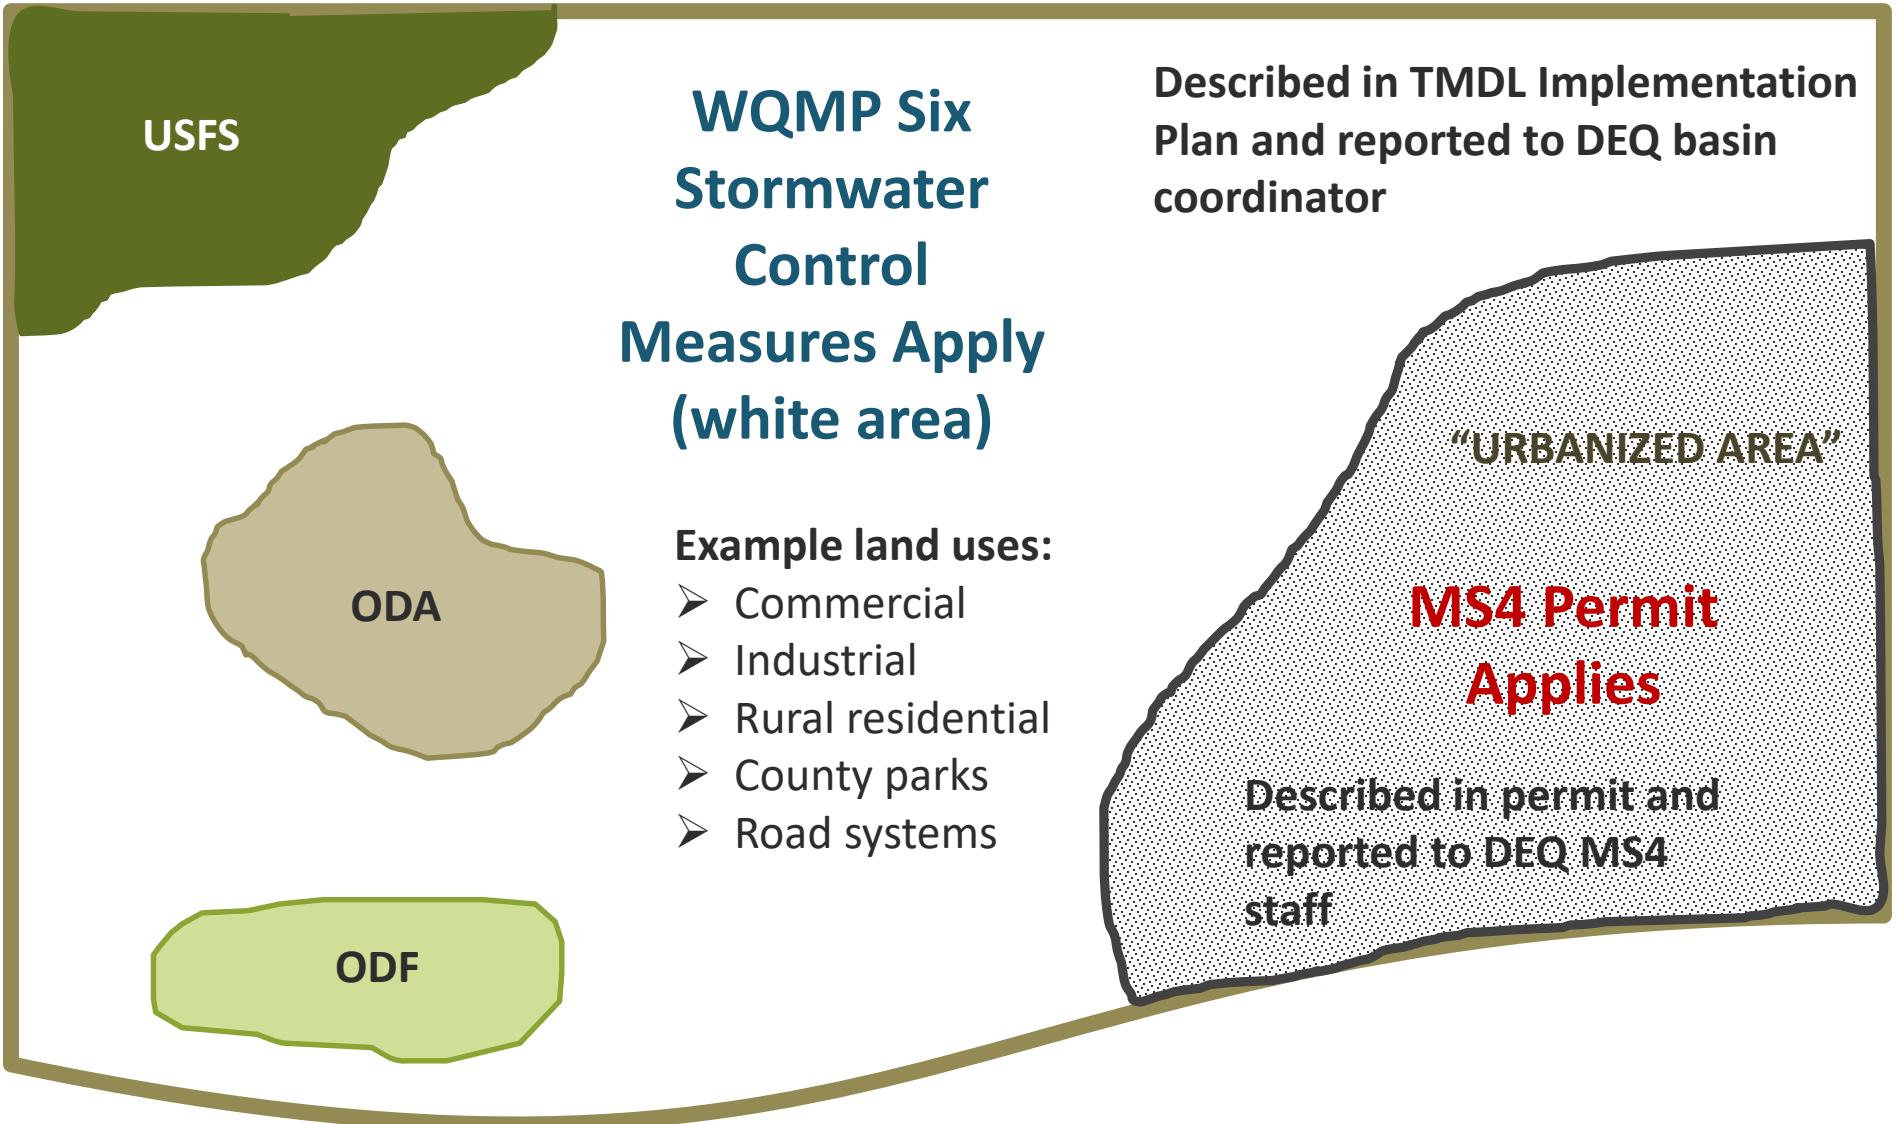 USFS
WQMP Six
Stormwater
Control
Measures Apply
(white area)
Described in TMDL Implementation
Plan and reported to DEQ basin
coordinator
ODA
Example land uses:
➢ Commercial
➢ Industrial
➢ Rural residential
➢ County parks
➢ Road systems
“URBANIZED AREA”
MS4 Permit
Applies
Described in permit and
reported to DEQ MS4
staff
ODF